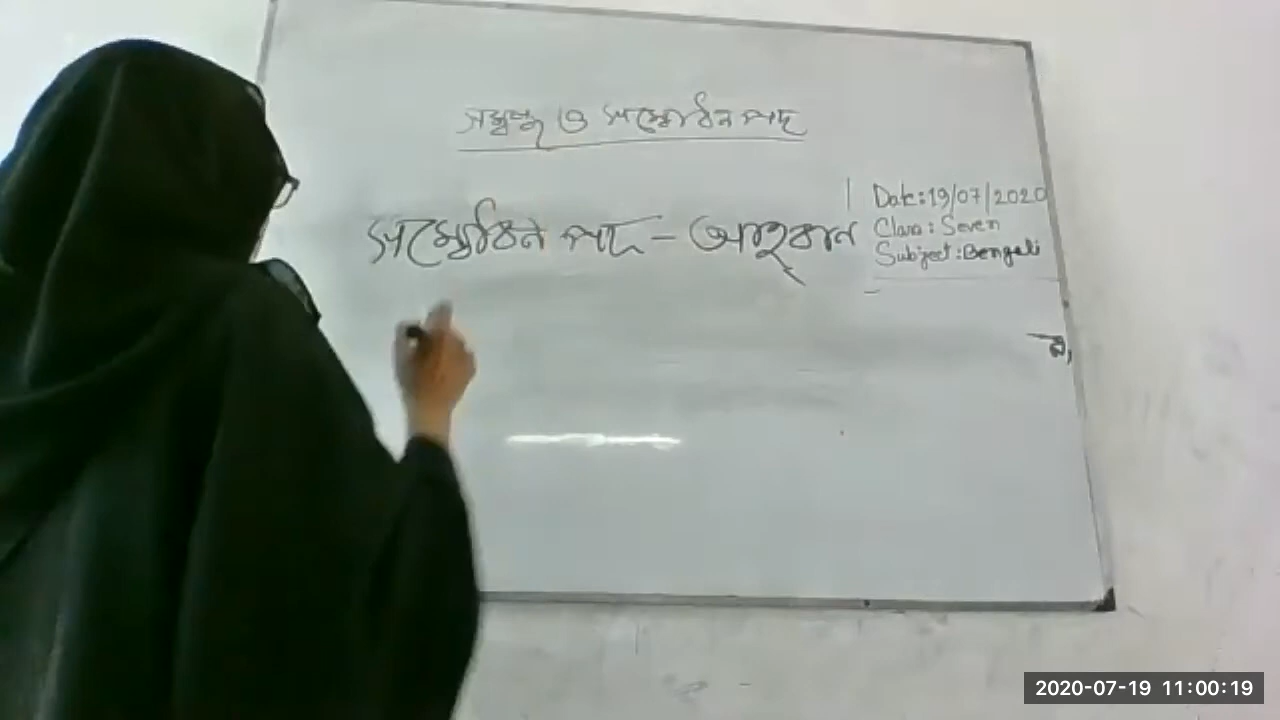 সম্বন্ধ ও সম্বোধন পদ
সম্বোধন পদ - আহ্বান
Date: 19/07/2020
Class: Seven
Subject: Bengali
র,
2020-07-19 11:00:19